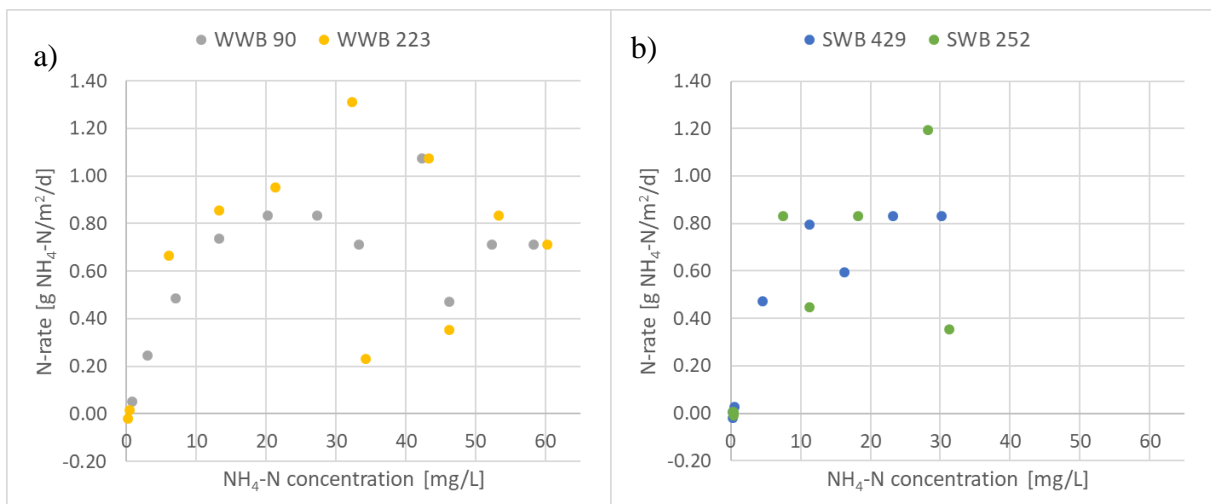 a)
WWB 90 WWB 223
1.40
1.20
1.00
0.80
0.60
0.40
0.20
0.00
-0.20
N-rate [g NH₄-N/m²/d]
0 10 20 30 40 50 60
NH₄-N concentration [mg/L]
b)
SWB 429 SWB 252
1.40
1.20
1.00
0.80
0.60
0.40
0.20
0.00
-0.20
N-rate [g NH₄-N/m²/d]
0 10 20 30 40 50 60
NH₄-N concentration [mg/L]